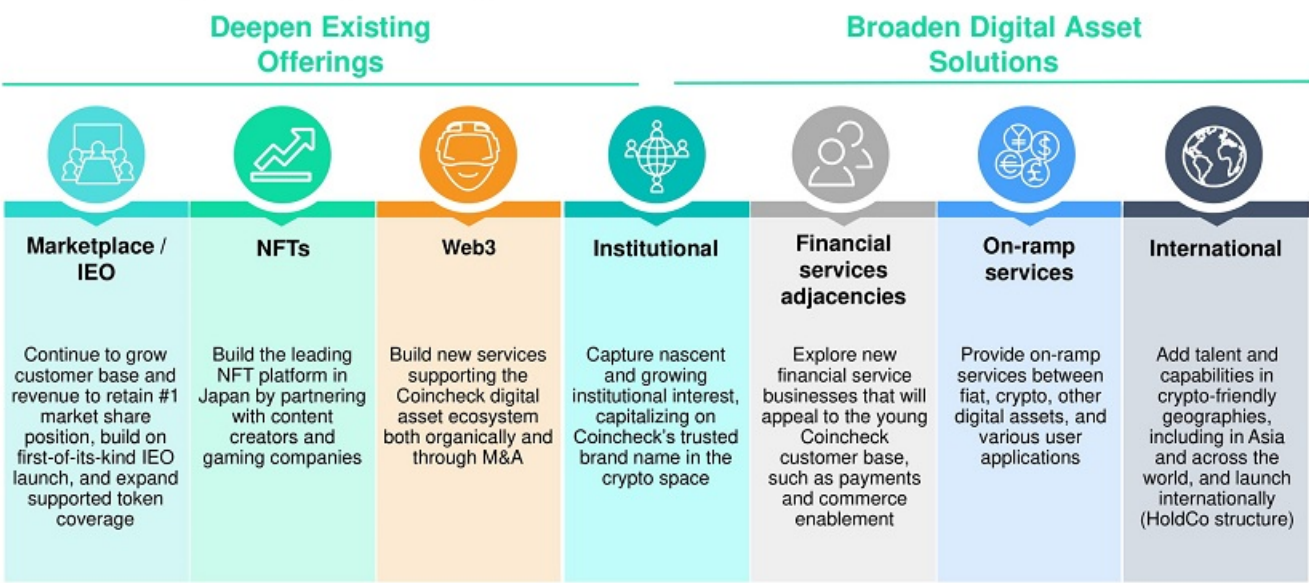 Deepen Existing
Offerings
Broaden Digital Asset
Solutions
Marketplace /
IEO
Continue to grow
customer base and
revenue to retain #1
market share
position, build on
first-of-its-kind IEO
launch, and expand
supported token
coverage
NFTs
Build the leading
NFT platform in
Japan by partnering
with content
creators and
gaming companies
Web3
Build new services
supporting the
Coincheck digital
asset ecosystem
both organically and
through M&A
Institutional
Capture nascent
and growing
institutional interest,
capitalizing on
Coincheck's trusted
brand name in the
crypto space
Financial
services
adjacencies
Explore new
financial service
businesses that will
appeal to the young
Coincheck
customer base,
such as payments
and commerce
enablement
On-ramp
services
Provide on-ramp
services between
fiat, crypto, other
digital assets, and
various user
applications
International
Add talent and
capabilities in
crypto-friendly
geographies,
including in Asia
and across the
world, and launch
internationally
(HoldCo structure)